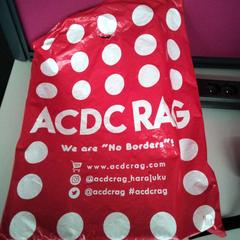 ACDC RAG
We are "No Borders"!
www.acdcrag.com
@acdcrag_harajuku
@acdcrag #acdcrag